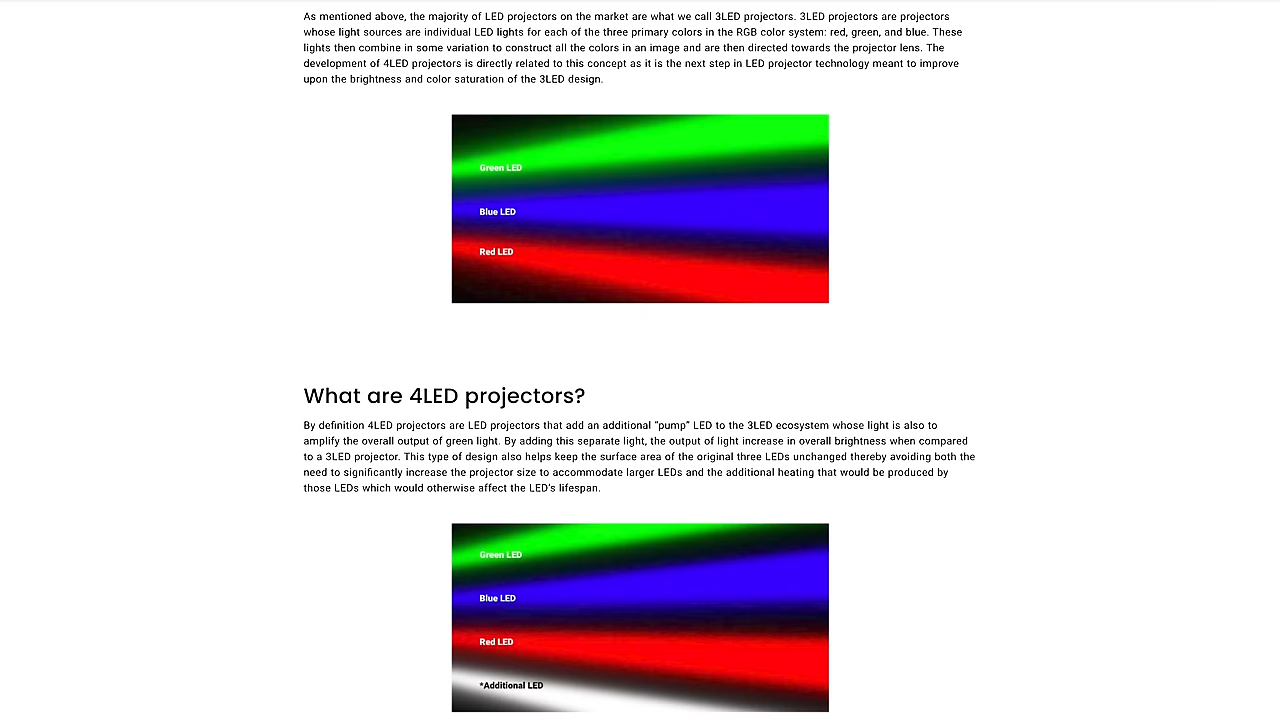 As mentioned above, the majority of LED projectors on the market are what we call 3LED projectors. 3LED projectors are projectors
whose light sources are individual LED lights for each of the three primary colors in the RGB color system: red, green, and blue. These
lights then combine in some variation to construct all the colors in an image and are then directed towards the projector lens. The
development of 4LED projectors is directly related to this concept as it is the next step in LED projector technology meant to improve
upon the brightness and color saturation of the 3LED design.
Green LED
Blue LED
Red LED
What are 4LED projectors?
By definition 4LED projectors are LED projectors that add an additional “pump” LED to the 3LED ecosystem whose light is also to
amplify the overall output of green light. By adding this separate light, the output of light increase in overall brightness when compared
to a 3LED projector. This type of design also helps keep the surface area of the original three LEDs unchanged thereby avoiding both the
need to significantly increase the projector size to accommodate larger LEDs and the additional heating that would be produced by
those LEDs which would otherwise affect the LED's lifespan.
Green LED
Blue LED
Red LED
*Additional LED